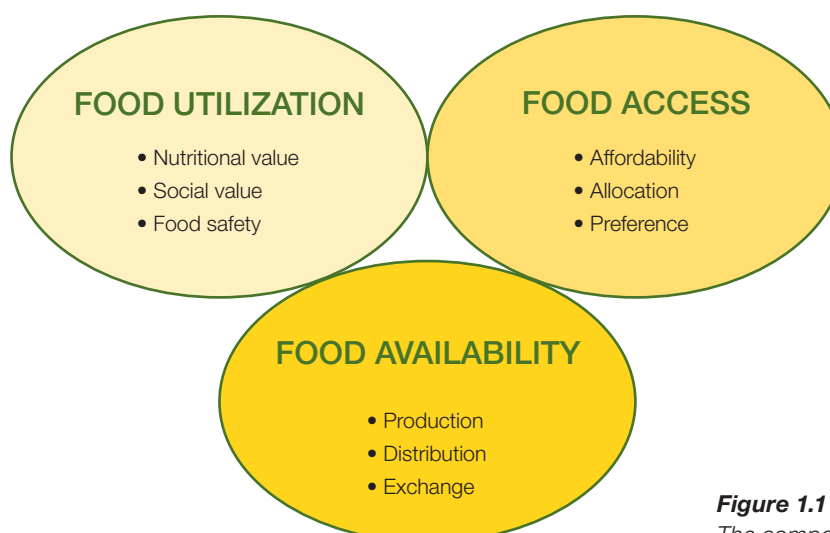 FOOD UTILIZATION
• Nutritional value
• Social value
• Food safety
FOOD ACCESS
• Affordability
• Allocation
• Preference
FOOD AVAILABILITY
• Production
• Distribution
• Exchange
Figure 1.1
The